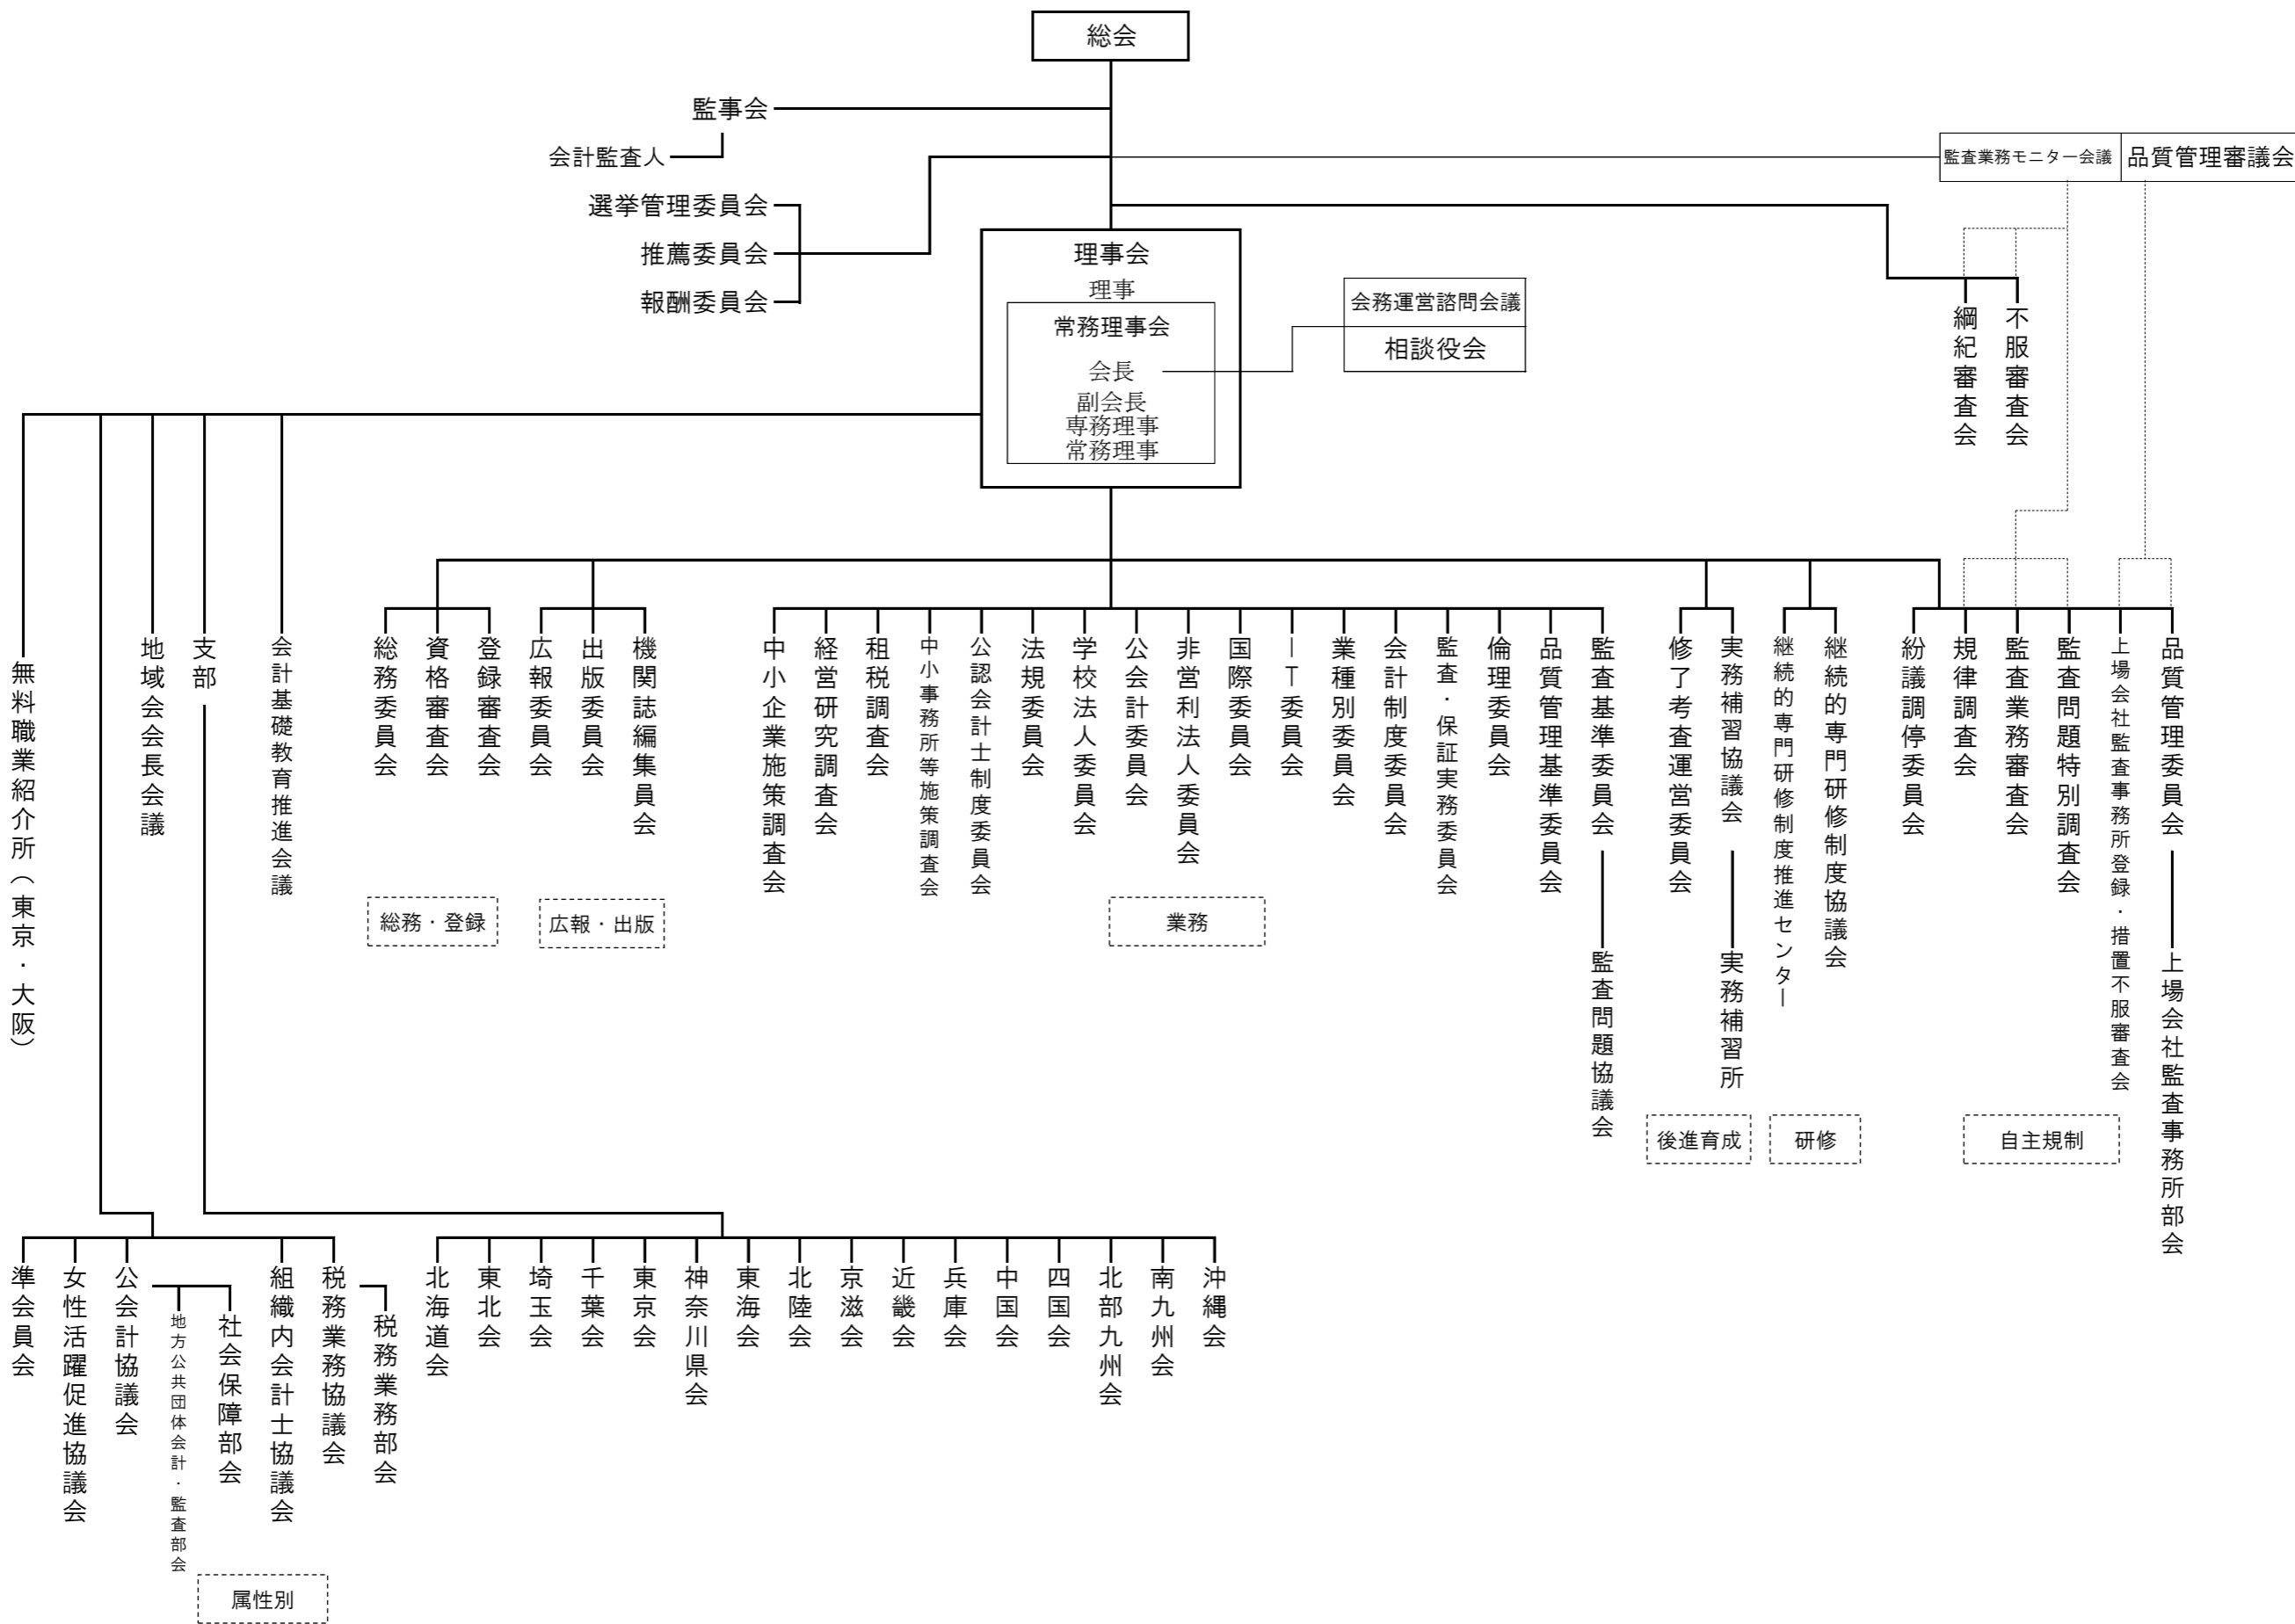 総会
監事会
会計監査人
監査業務モニター会議
品質管理審議会
選挙管理委員会
推薦委員会
報酬委員会
理事会
理事
常務理事会
会長
副会長
専務理事
常務理事
会務運営諮問会議
相談役会
綱紀審査会
不服審査会
無料職業紹介所（東京・大阪）
地域会会長会議
支部
会計基礎教育推進会議
総務委員会
資格審査会
登録審査会
広報委員会
出版委員会
機関誌編集員会
中小企業施策調査会
経営研究調査会
租税調査会
中小事務所等施策調査会
公認会計士制度委員会
法規委員会
学校法人委員会
公会計委員会
非営利法人委員会
国際委員会
IT委員会
業種別委員会
会計制度委員会
監査・保証実務委員会
倫理委員会
品質管理基準委員会
監査基準委員会
修了考査運営委員会
実務補習協議会
継続的専門研修制度推進センター
継続的専門研修制度協議会
紛議調停委員会
規律調査会
監査業務審査会
監査問題特別調査会
上場会社監査事務所登録・措置不服審査会
品質管理委員会
総務・登録
広報・出版
業務
監査問題協議会
実務補習所
上場会社監査事務所部会
後進育成
研修
自主規制
準会員会
女性活躍促進協議会
公会計協議会
地方公共団体会計・監査部会
社会保障部会
組織内会計士協議会
税務業務協議会
税務業務部会
北海道会
東北会
埼玉会
千葉会
東京会
神奈川県会
東海会
北陸会
京滋会
近畿会
兵庫会
中国会
四国会
北部九州会
南九州会
沖縄会
属性別